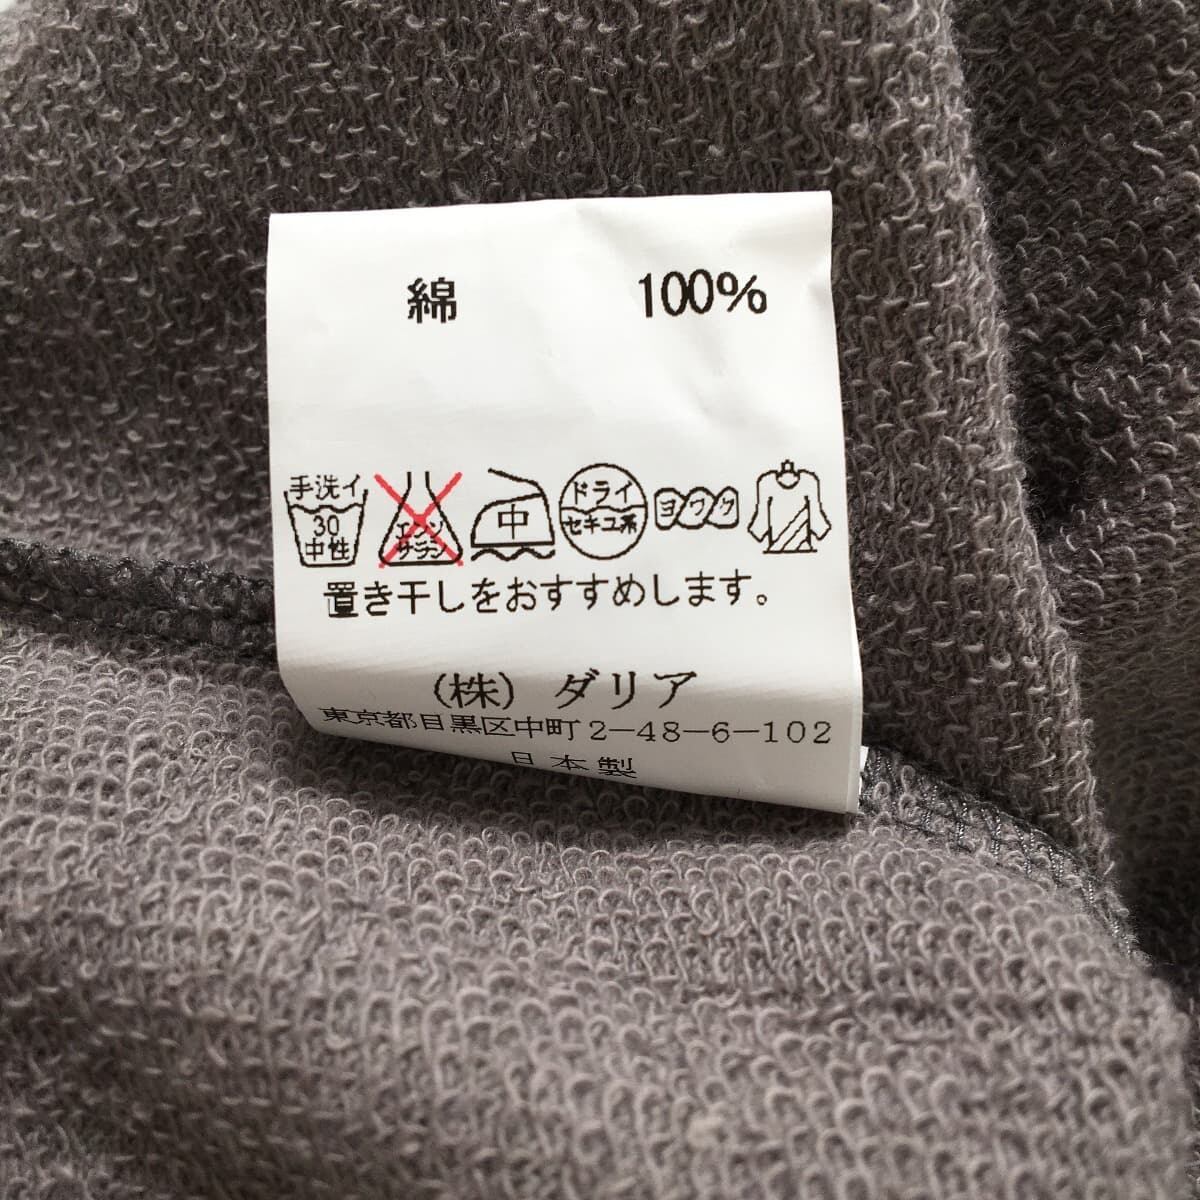 綿 100%
手洗イ 30 中性 エンソ サラシ 中 ドライ セキユ系 ヨワク
置き干しをおすすめします。
(株) ダリア
東京都目黒区中町2-48-6-102
日本製